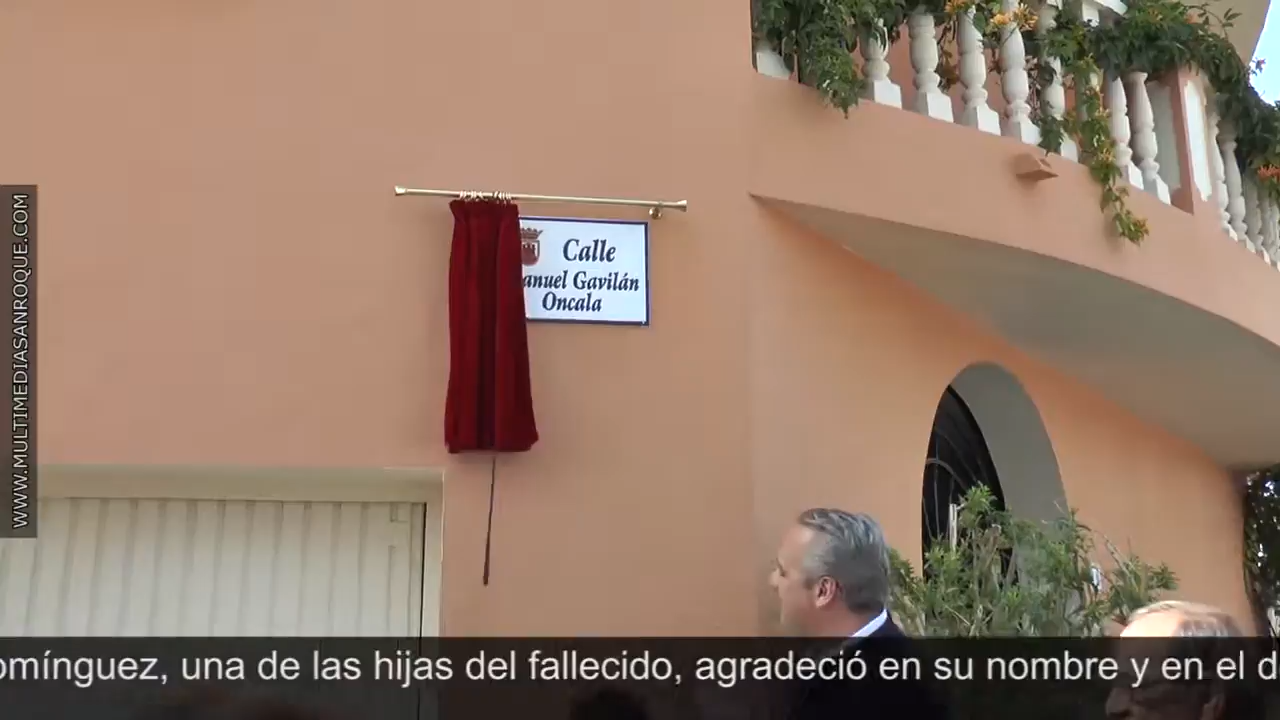 WWW.MULTIMEDIASANROQUE.COM
Calle
anuel Gavilán
Oncala
omínguez, una de las hijas del fallecido, agradeció en su nombre y en el d